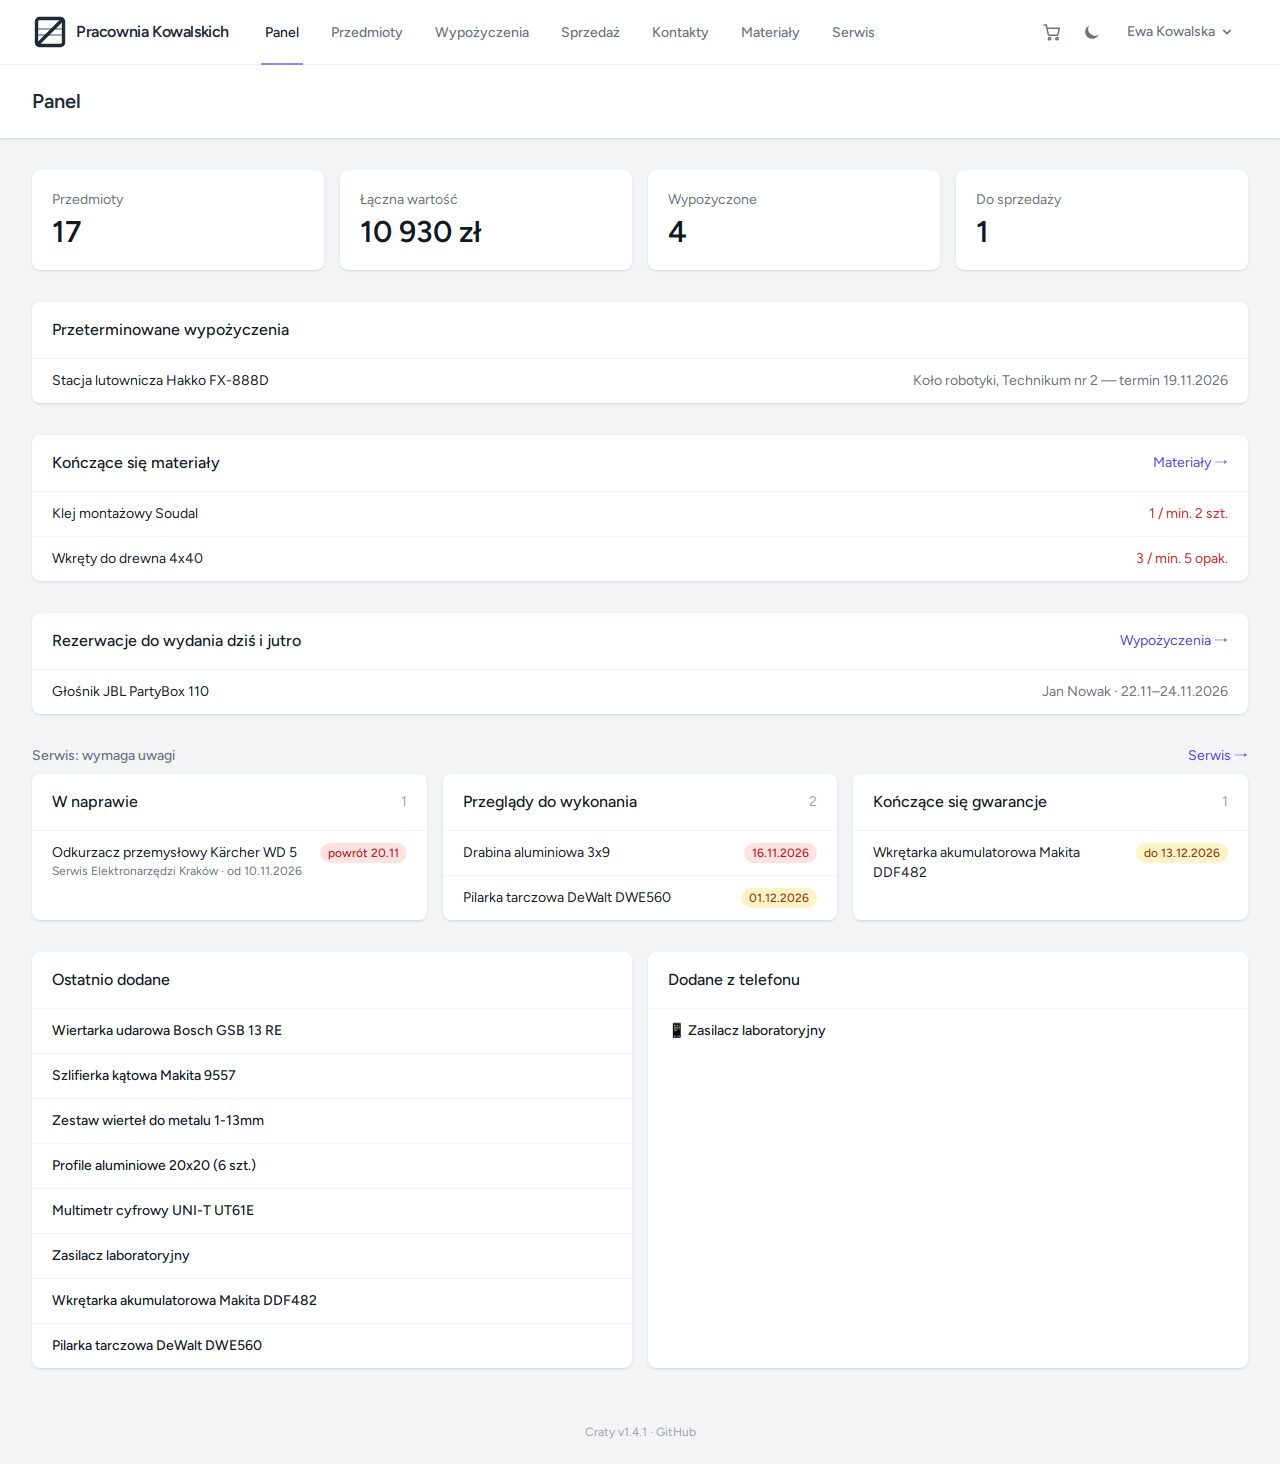 Pracownia Kowalskich
Panel
Przedmioty
Wypożyczenia
Sprzedaż
Kontakty
Materiały
Serwis
Ewa Kowalska
Panel
Przedmioty
17
Łączna wartość
10 930 zł
Wypożyczone
4
Do sprzedaży
1
Przeterminowane wypożyczenia
Stacja lutownicza Hakko FX-888D
Koło robotyki, Technikum nr 2 — termin 19.11.2026
Kończące się materiały
Materiały →
Klej montażowy Soudal
1 / min. 2 szt.
Wkręty do drewna 4x40
3 / min. 5 opak.
Rezerwacje do wydania dziś i jutro
Wypożyczenia →
Głośnik JBL PartyBox 110
Jan Nowak · 22.11–24.11.2026
Serwis: wymaga uwagi
Serwis →
W naprawie
1
Odkurzacz przemysłowy Kärcher WD 5
powrót 20.11
Serwis Elektronarzędzi Kraków · od 10.11.2026
Przeglądy do wykonania
2
Drabina aluminiowa 3x9
16.11.2026
Pilarka tarczowa DeWalt DWE560
01.12.2026
Kończące się gwarancje
1
Wkrętarka akumulatorowa Makita
DDF482
do 13.12.2026
Ostatnio dodane
Wiertarka udarowa Bosch GSB 13 RE
Szlifierka kątowa Makita 9557
Zestaw wierteł do metalu 1-13mm
Profile aluminiowe 20x20 (6 szt.)
Multimetr cyfrowy UNI-T UT61E
Zasilacz laboratoryjny
Wkrętarka akumulatorowa Makita DDF482
Pilarka tarczowa DeWalt DWE560
Dodane z telefonu
📱 Zasilacz laboratoryjny
Craty v1.4.1 · GitHub